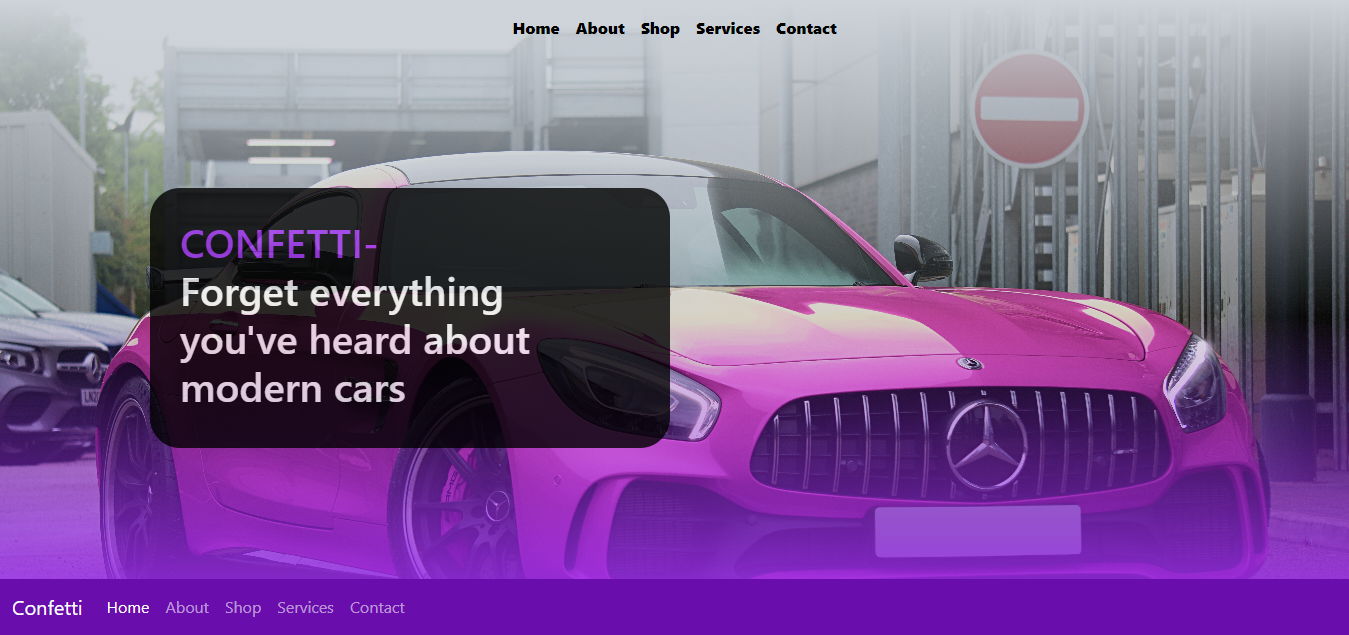 Home About Shop Services Contact
CONFETTI-
Forget everything
you've heard about
modern cars
Confetti Home About Shop Services Contact